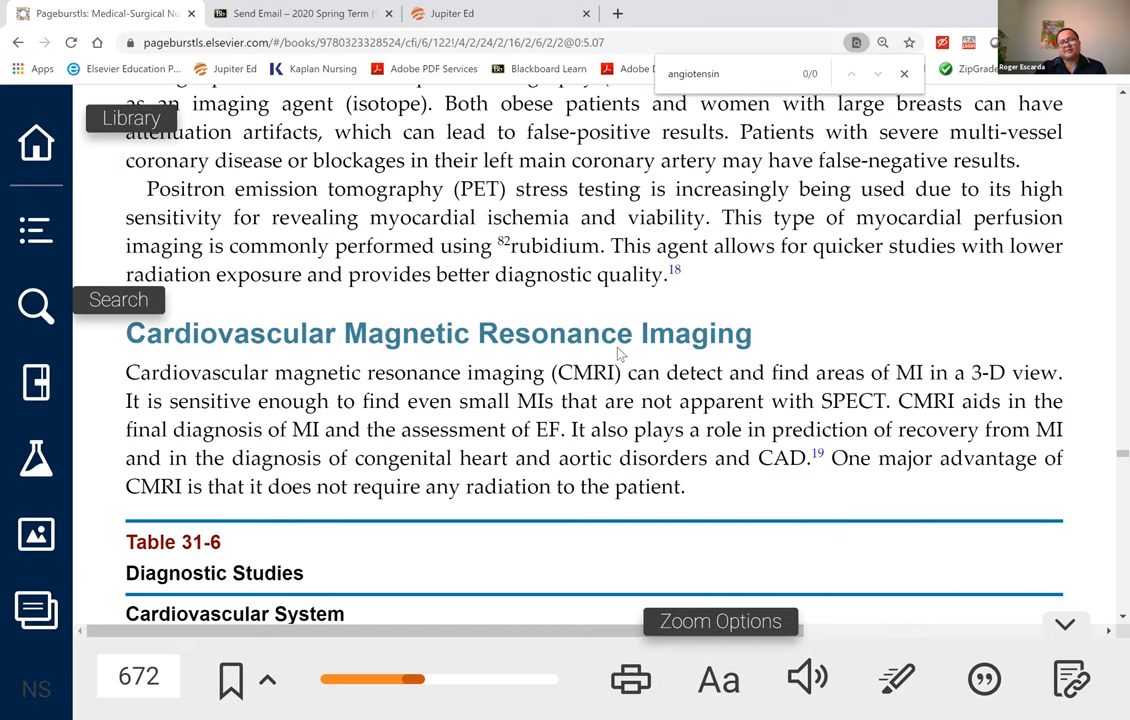 Pageburstls: Medical-Surgical Nu
Send Email – 2020 Spring Term (
Jupiter Ed
pageburstls.elsevier.com/#/books/9780323328524/cfi/6/122!/4/2/24/2/16/2/6/2/2@0:5.07
Roger Escarda
Apps
Elsevier Education P...
Jupiter Ed
Kaplan Nursing
Adobe PDF Services
Blackboard Learn
Adobe
ZipGrade
angiotensin
0/0
as an imaging agent (isotope). Both obese patients and women with large breasts can have
Library
attenuation artifacts, which can lead to false-positive results. Patients with severe multi-vessel
coronary disease or blockages in their left main coronary artery may have false-negative results.
Positron emission tomography (PET) stress testing is increasingly being used due to its high
sensitivity for revealing myocardial ischemia and viability. This type of myocardial perfusion
imaging is commonly performed using 82rubidium. This agent allows for quicker studies with lower
radiation exposure and provides better diagnostic quality.18
Search
Cardiovascular Magnetic Resonance Imaging
Cardiovascular magnetic resonance imaging (CMRI) can detect and find areas of MI in a 3-D view.
It is sensitive enough to find even small MIs that are not apparent with SPECT. CMRI aids in the
final diagnosis of MI and the assessment of EF. It also plays a role in prediction of recovery from MI
and in the diagnosis of congenital heart and aortic disorders and CAD.19 One major advantage of
CMRI is that it does not require any radiation to the patient.
Table 31-6
Diagnostic Studies
Cardiovascular System
Zoom Options
NS
672
Aa